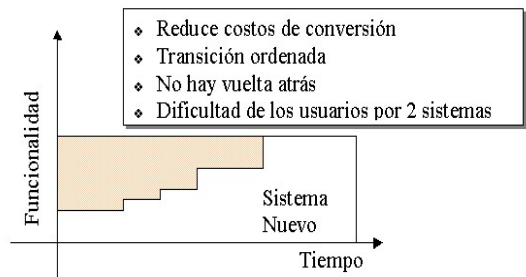 ❖ Reduce costos de conversión
❖ Transición ordenada
❖ No hay vuelta atrás
❖ Dificultad de los usuarios por 2 sistemas
Funcionalidad
Sistema
Nuevo
Tiempo